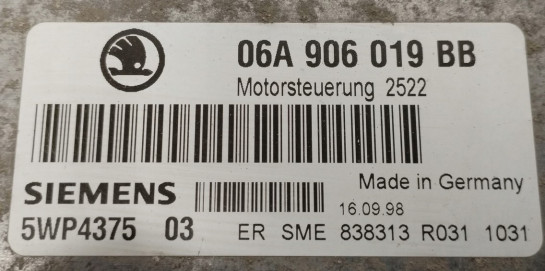 06A 906 019 BB
Motorsteuerung 2522
SIEMENS
Made in Germany
16.09.98
5WP4375 03 ER SME 838313 R031 1031